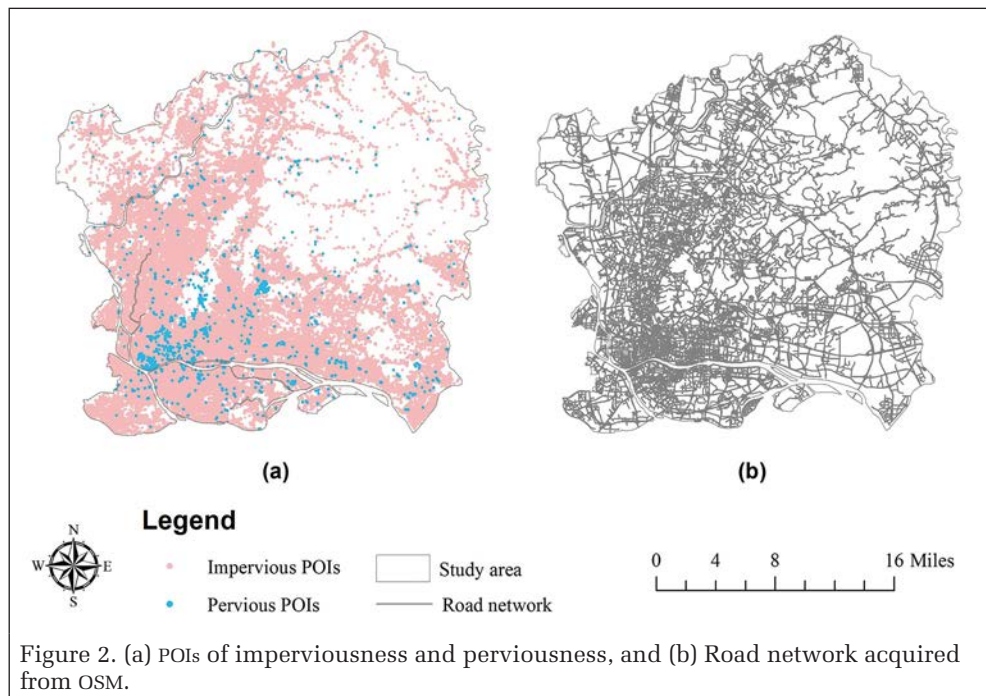 (a)
(b)
Legend
N
W
E
S
Impervious POIs
Study area
Pervious POIs
Road network
0 4 8 16 Miles
Figure 2. (a) POIs of imperviousness and perviousness, and (b) Road network acquired
from OSM.